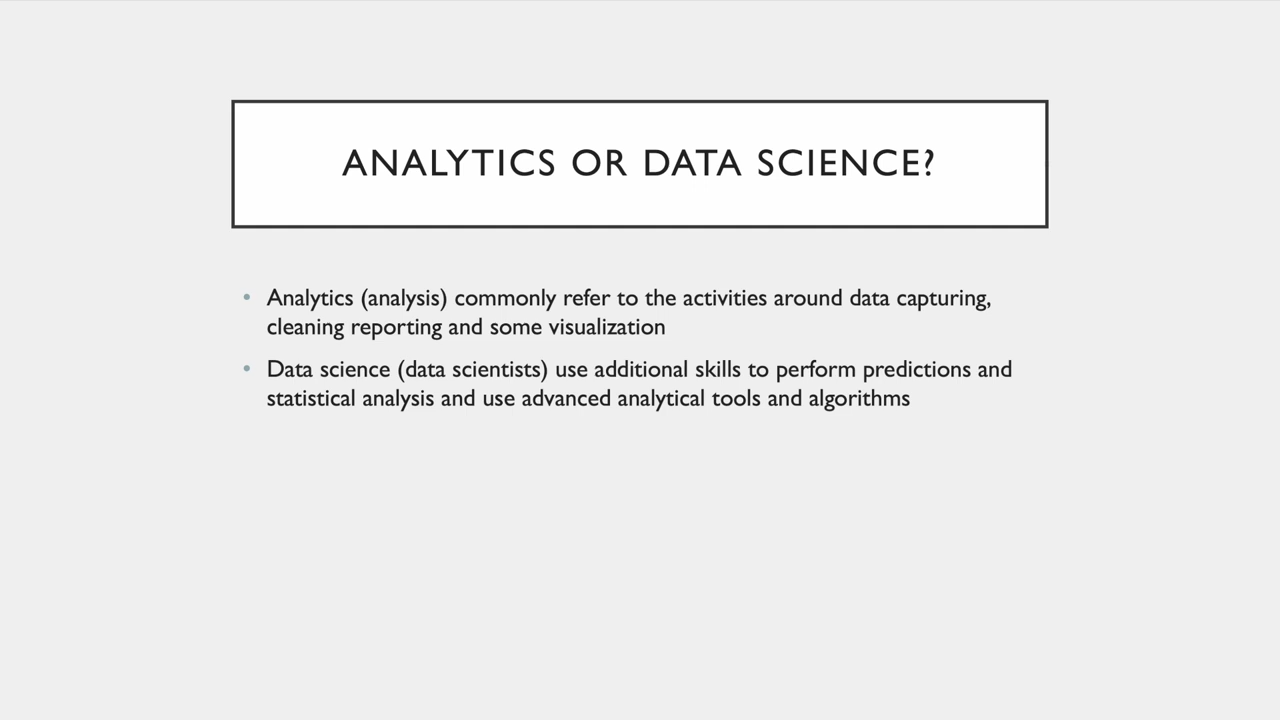 ANALYTICS OR DATA SCIENCE?
• Analytics (analysis) commonly refer to the activities around data capturing,
cleaning reporting and some visualization
• Data science (data scientists) use additional skills to perform predictions and
statistical analysis and use advanced analytical tools and algorithms